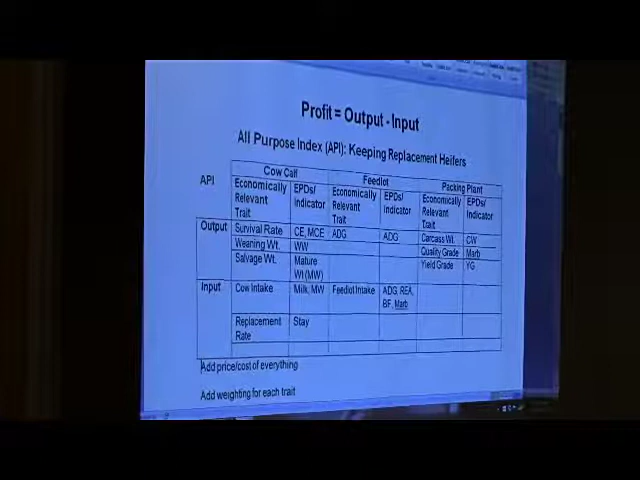 Profit = Output - Input
All Purpose Index (API): Keeping Replacement Heifers
API
Cow Calf
Feedlot
Packing Plant
Economically Relevant Trait
EPDs/ Indicator
Economically Relevant Trait
EPDs/ Indicator
Economically Relevant Trait
EPDs/ Indicator
Output
Survival Rate
CE, MCE
ADG
ADG
Carcass Wt.
CW
Weaning Wt.
WW
Quality Grade
Marb
Salvage Wt.
Mature Wt (MW)
Yield Grade
YG
Input
Cow Intake
Milk, MW
Feedlot Intake
ADG, REA, BF, Marb
Replacement Rate
Stay
Add price/cost of everything
Add weighting for each trait